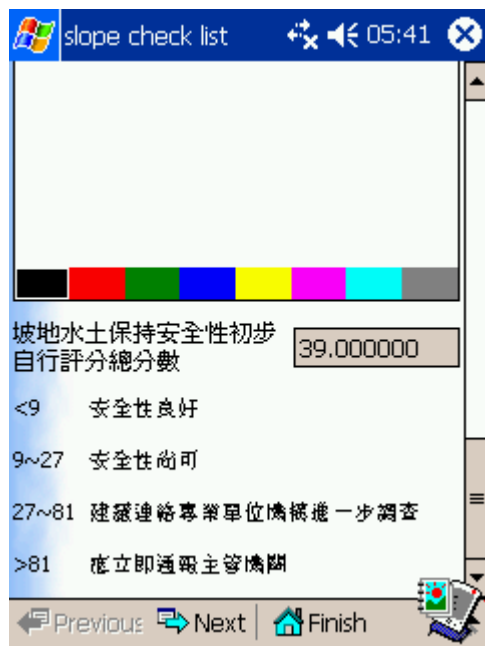 slope check list
05:41
坡地水土保持安全性初步
自行評分總分數
39.000000
<9 安全性良好
9~27 安全性尚可
27~81 建議連絡專業單位機構進一步調查
>81 應立即通報主管機關
Previous Next Finish